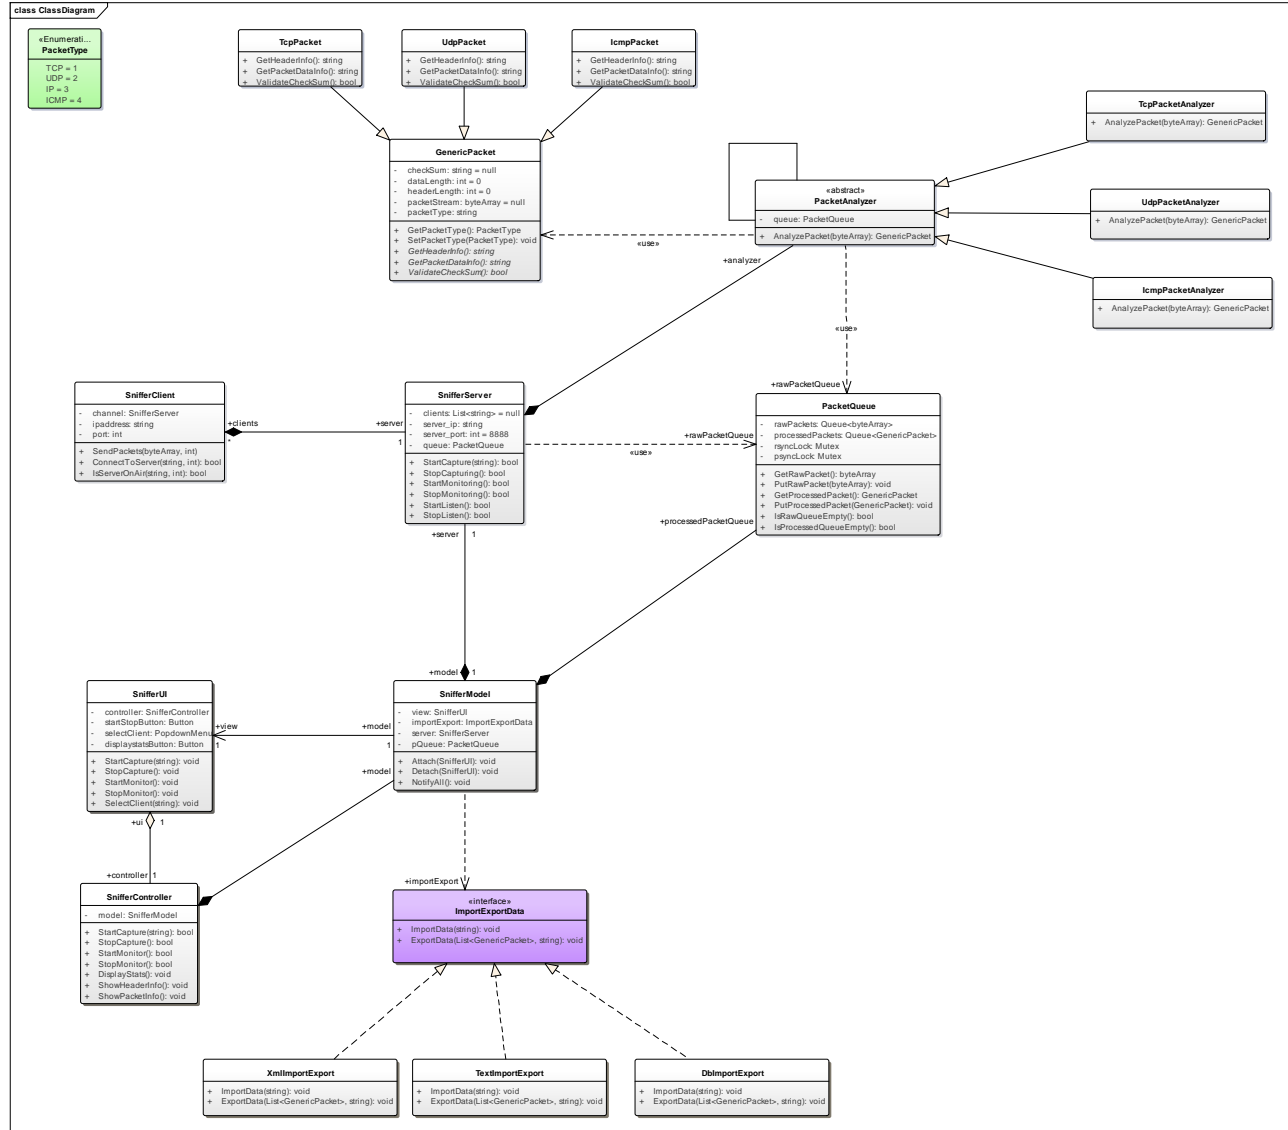 class ClassDiagram
«Enumerati...
PacketType
TCP = 1
UDP = 2
IP = 3
ICMP = 4
TcpPacket
+ GetHeaderInfo(): string
+ GetPacketDataInfo(): string
+ ValidateCheckSum(): bool
UdpPacket
+ GetHeaderInfo(): string
+ GetPacketDataInfo(): string
+ ValidateCheckSum(): bool
IcmpPacket
+ GetHeaderInfo(): string
+ GetPacketDataInfo(): string
+ ValidateCheckSum(): bool
GenericPacket
- checkSum: string = null
- dataLength: int = 0
- headerLength: int = 0
- packetStream: byteArray = null
- packetType: string
+ GetPacketType(): PacketType
+ SetPacketType(PacketType): void
+ GetHeaderInfo(): string
+ GetPacketDataInfo(): string
+ ValidateCheckSum(): bool
«abstract»
PacketAnalyzer
- queue: PacketQueue
+ AnalyzePacket(byteArray): GenericPacket
TcpPacketAnalyzer
+ AnalyzePacket(byteArray): GenericPacket
UdpPacketAnalyzer
+ AnalyzePacket(byteArray): GenericPacket
IcmpPacketAnalyzer
+ AnalyzePacket(byteArray): GenericPacket
«use»
+analyzer
«use»
+rawPacketQueue
SnifferClient
- channel: SnifferServer
- ipaddress: string
- port: int
+ SendPackets(byteArray, int)
+ ConnectToServer(string, int): bool
+ IsServerOnAir(string, int): bool
+clients
*
+server
1
SnifferServer
- clients: List<string> = null
- server_ip: string
- server_port: int = 8888
- queue: PacketQueue
+ StartCapture(string): bool
+ StopCapturing(): bool
+ StartMonitoring(): bool
+ StopMonitoring(): bool
+ StartListen(): bool
+ StopListen(): bool
+rawPacketQueue
«use»
PacketQueue
- rawPackets: Queue<byteArray>
- processedPackets: Queue<GenericPacket>
- rsyncLock: Mutex
- psyncLock: Mutex
+ GetRawPacket(): byteArray
+ PutRawPacket(byteArray): void
+ GetProcessedPacket(): GenericPacket
+ PutProcessedPacket(GenericPacket): void
+ IsRawQueueEmpty(): bool
+ IsProcessedQueueEmpty(): bool
+processedPacketQueue
+server 1
+model 1
SnifferUI
- controller: SnifferController
- startStopButton: Button
- selectClient: PopdownMenu
- displaystatsButton: Button
+ StartCapture(string): void
+ StopCapture(): void
+ StartMonitor(): void
+ StopMonitor(): void
+ SelectClient(string): void
+view
1
+model
1
+model
SnifferModel
- view: SnifferUI
- importExport: ImportExportData
- server: SnifferServer
- pQueue: PacketQueue
+ Attach(SnifferUI): void
+ Detach(SnifferUI): void
+ NotifyAll(): void
+ui 1
+controller 1
SnifferController
- model: SnifferModel
+ StartCapture(string): bool
+ StopCapture(): bool
+ StartMonitor(): bool
+ StopMonitor(): bool
+ DisplayStats(): void
+ ShowHeaderInfo(): void
+ ShowPacketInfo(): void
+importExport
«interface»
ImportExportData
+ ImportData(string): void
+ ExportData(List<GenericPacket>, string): void
XmlImportExport
+ ImportData(string): void
+ ExportData(List<GenericPacket>, string): void
TextImportExport
+ ImportData(string): void
+ ExportData(List<GenericPacket>, string): void
DbImportExport
+ ImportData(string): void
+ ExportData(List<GenericPacket>, string): void